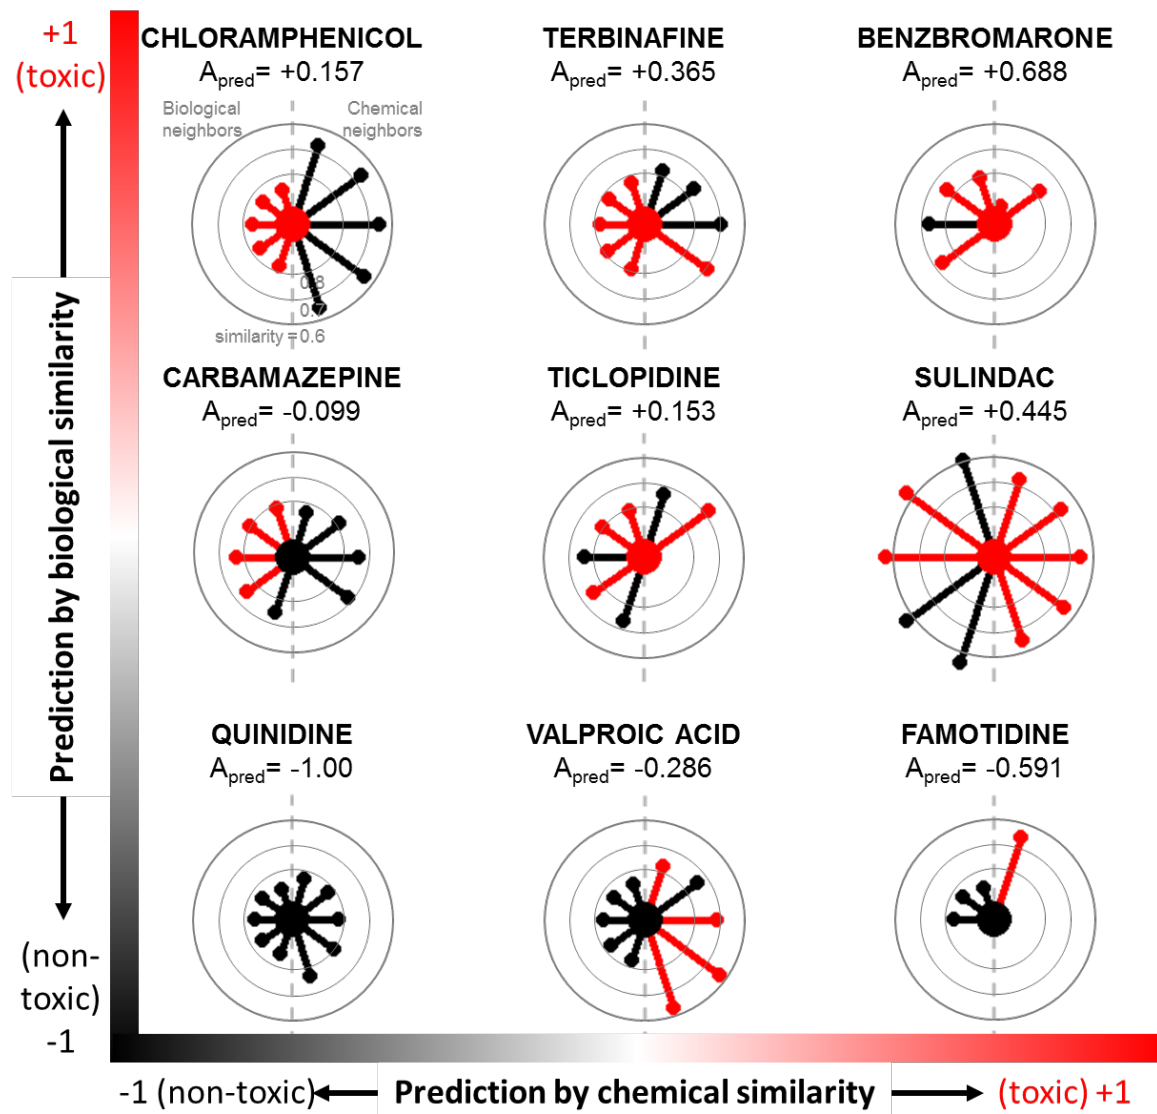 +1
(toxic)
Prediction by biological similarity
(non-
toxic)
-1
CHLORAMPHENICOL
Apred= +0.157
Biological
neighbors
Chemical
neighbors
0.8
similarity = 0.6
TERBINAFINE
Apred= +0.365
BENZBROMARONE
Apred= +0.688
CARBAMAZEPINE
Apred= -0.099
TICLOPIDINE
Apred= +0.153
SULINDAC
Apred= +0.445
QUINIDINE
Apred= -1.00
VALPROIC ACID
Apred= -0.286
FAMOTIDINE
Apred= -0.591
-1 (non-toxic)
Prediction by chemical similarity
(toxic) +1